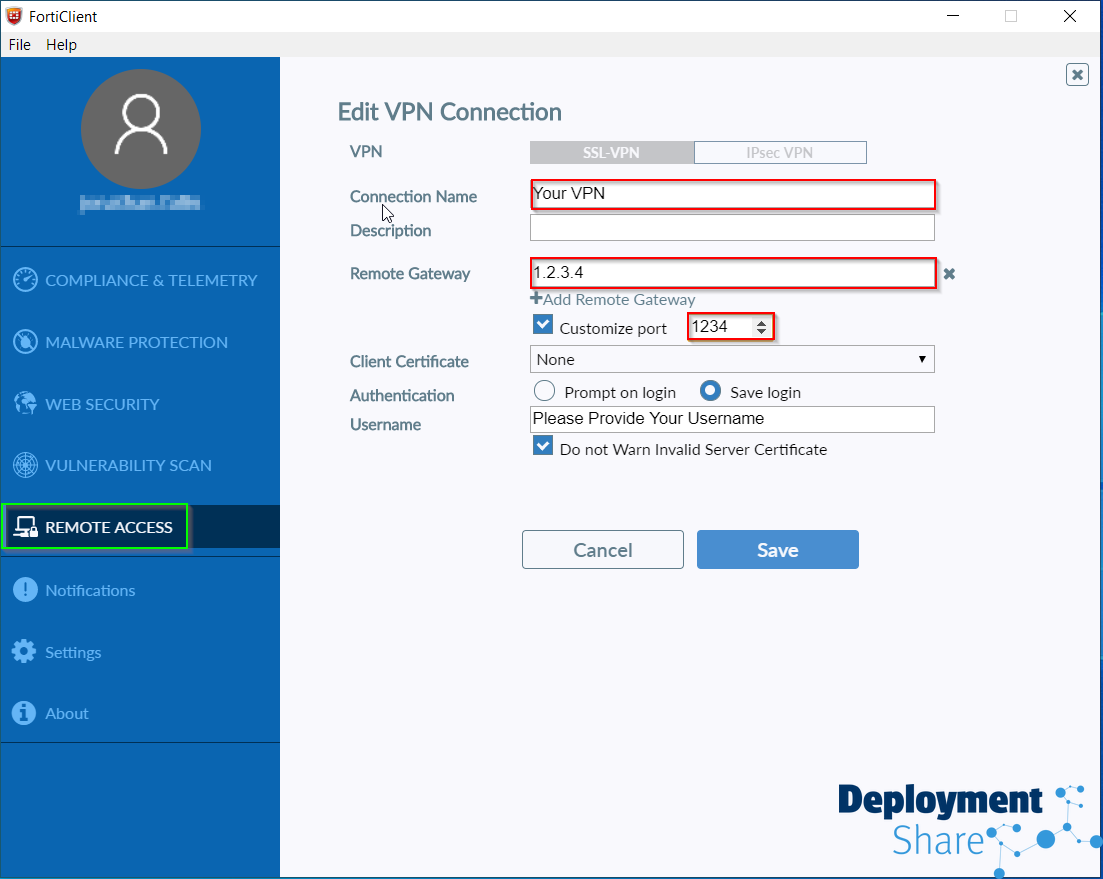 FortiClient
File Help
COMPLIANCE & TELEMETRY
MALWARE PROTECTION
WEB SECURITY
VULNERABILITY SCAN
REMOTE ACCESS
Notifications
Settings
About
Edit VPN Connection
VPN SSL-VPN IPsec VPN
Connection Name Your VPN
Description
Remote Gateway 1.2.3.4
Add Remote Gateway
Customize port 1234
Client Certificate None
Authentication Prompt on login Save login
Username Please Provide Your Username
Do not Warn Invalid Server Certificate
Cancel Save
Deployment
Share